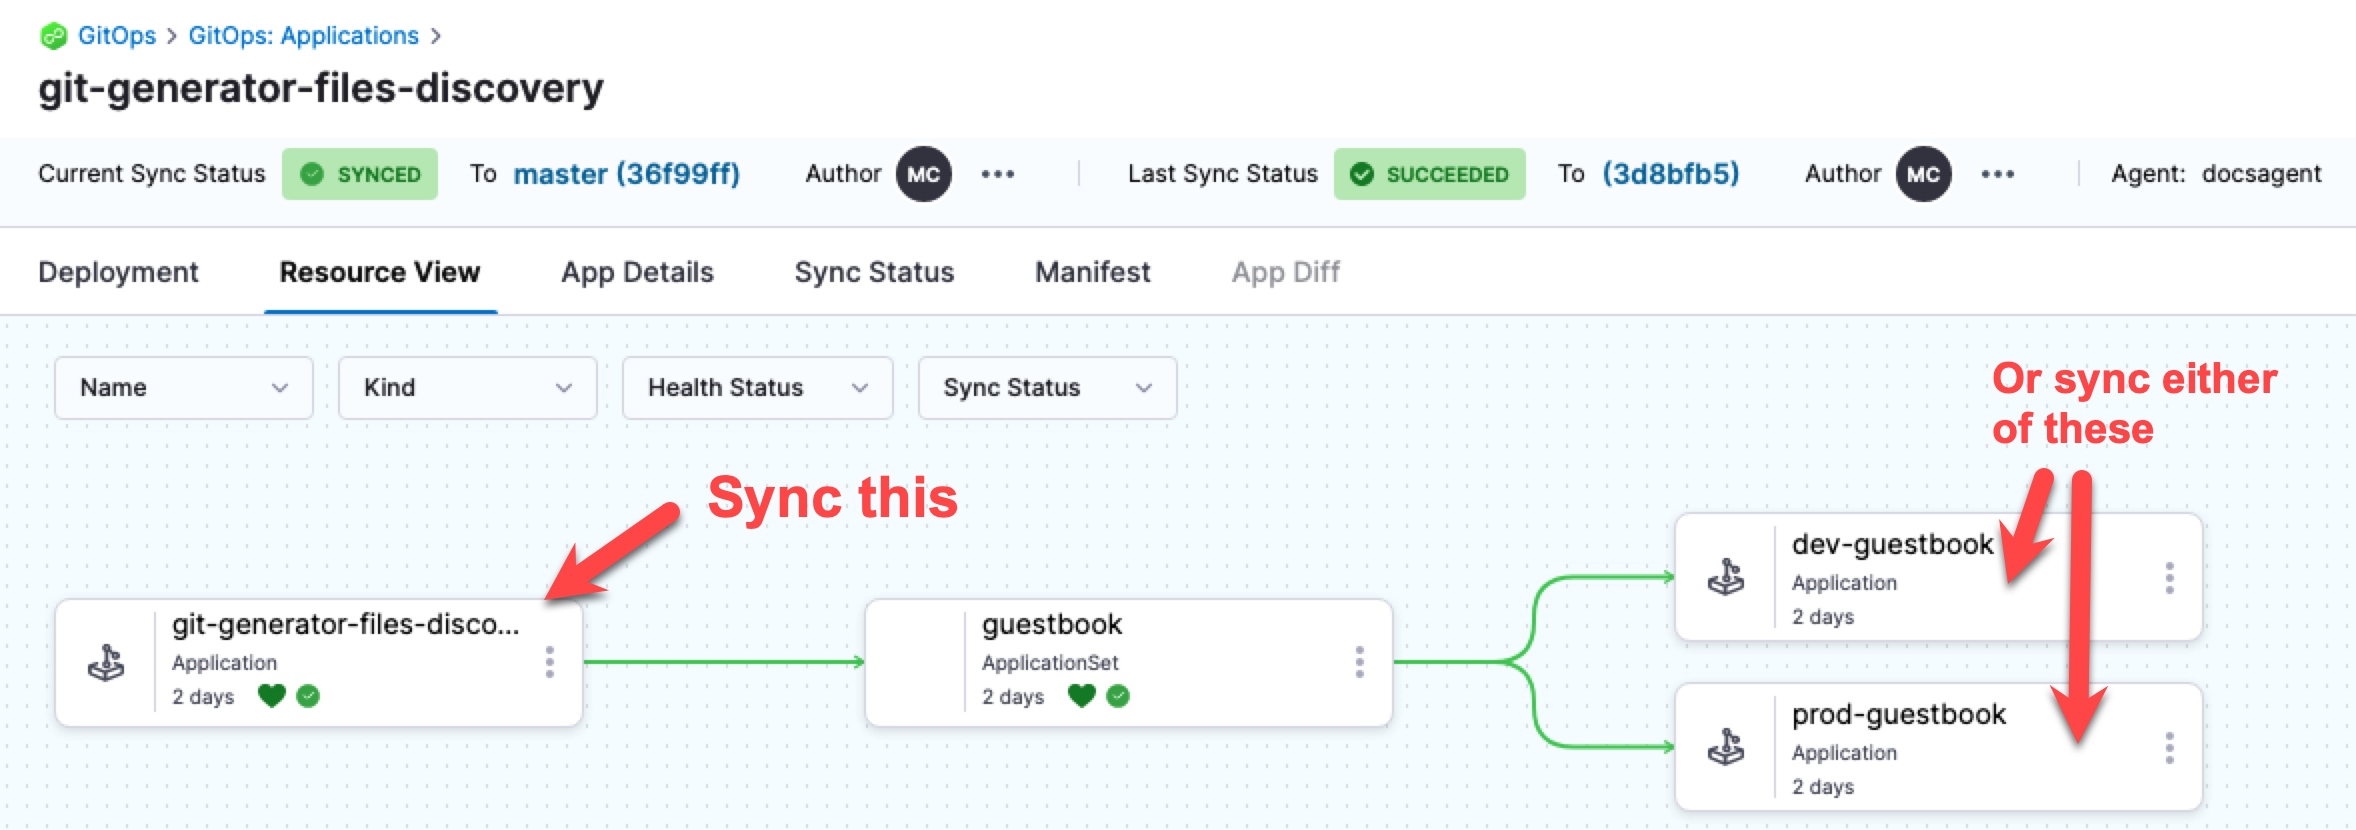 GitOps > GitOps: Applications >
git-generator-files-discovery
Current Sync Status SYNCED To master (36f99ff) Author MC ••• Last Sync Status SUCCEEDED To (3d8bfb5) Author MC ••• Agent: docsagent
Deployment Resource View App Details Sync Status Manifest App Diff
Name Kind Health Status Sync Status
Or sync either
of these
Sync this
git-generator-files-disco...
Application
2 days
guestbook
ApplicationSet
2 days
dev-guestbook
Application
2 days
prod-guestbook
Application
2 days